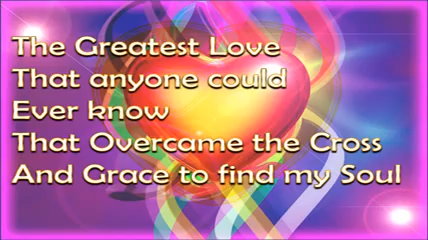 The Greatest Love
That anyone could
Ever know
That Overcame the Cross
And Grace to find my Soul